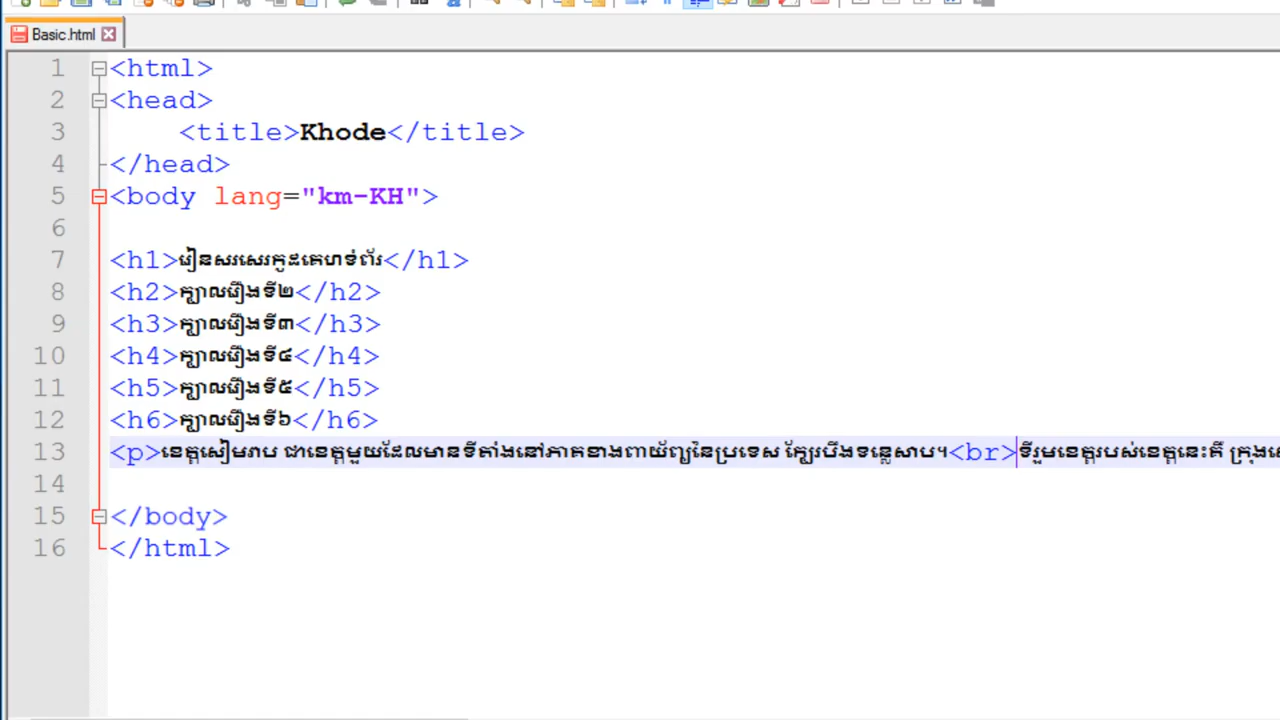 Basic.html
1 <html>
2 <head>
3 <title>Khode</title>
4 </head>
5 <body lang="km-KH">
6
7 <h1>រៀនសរសេរកូដគេហទំព័រ</h1>
8 <h2>ក្បាលរឿងទី២</h2>
9 <h3>ក្បាលរឿងទី៣</h3>
10 <h4>ក្បាលរឿងទី៤</h4>
11 <h5>ក្បាលរឿងទី៥</h5>
12 <h6>ក្បាលរឿងទី៦</h6>
13 <p>ខេត្តសៀមរាប ជាខេត្តមួយដែលមានទីតាំងនៅភាគខាងពាយ័ព្យនៃប្រទេស ក្បែរបឹងទន្លេសាប។<br>ទីរួមខេត្តរបស់ខេត្តនេះគឺ
14
15 </body>
16 </html>